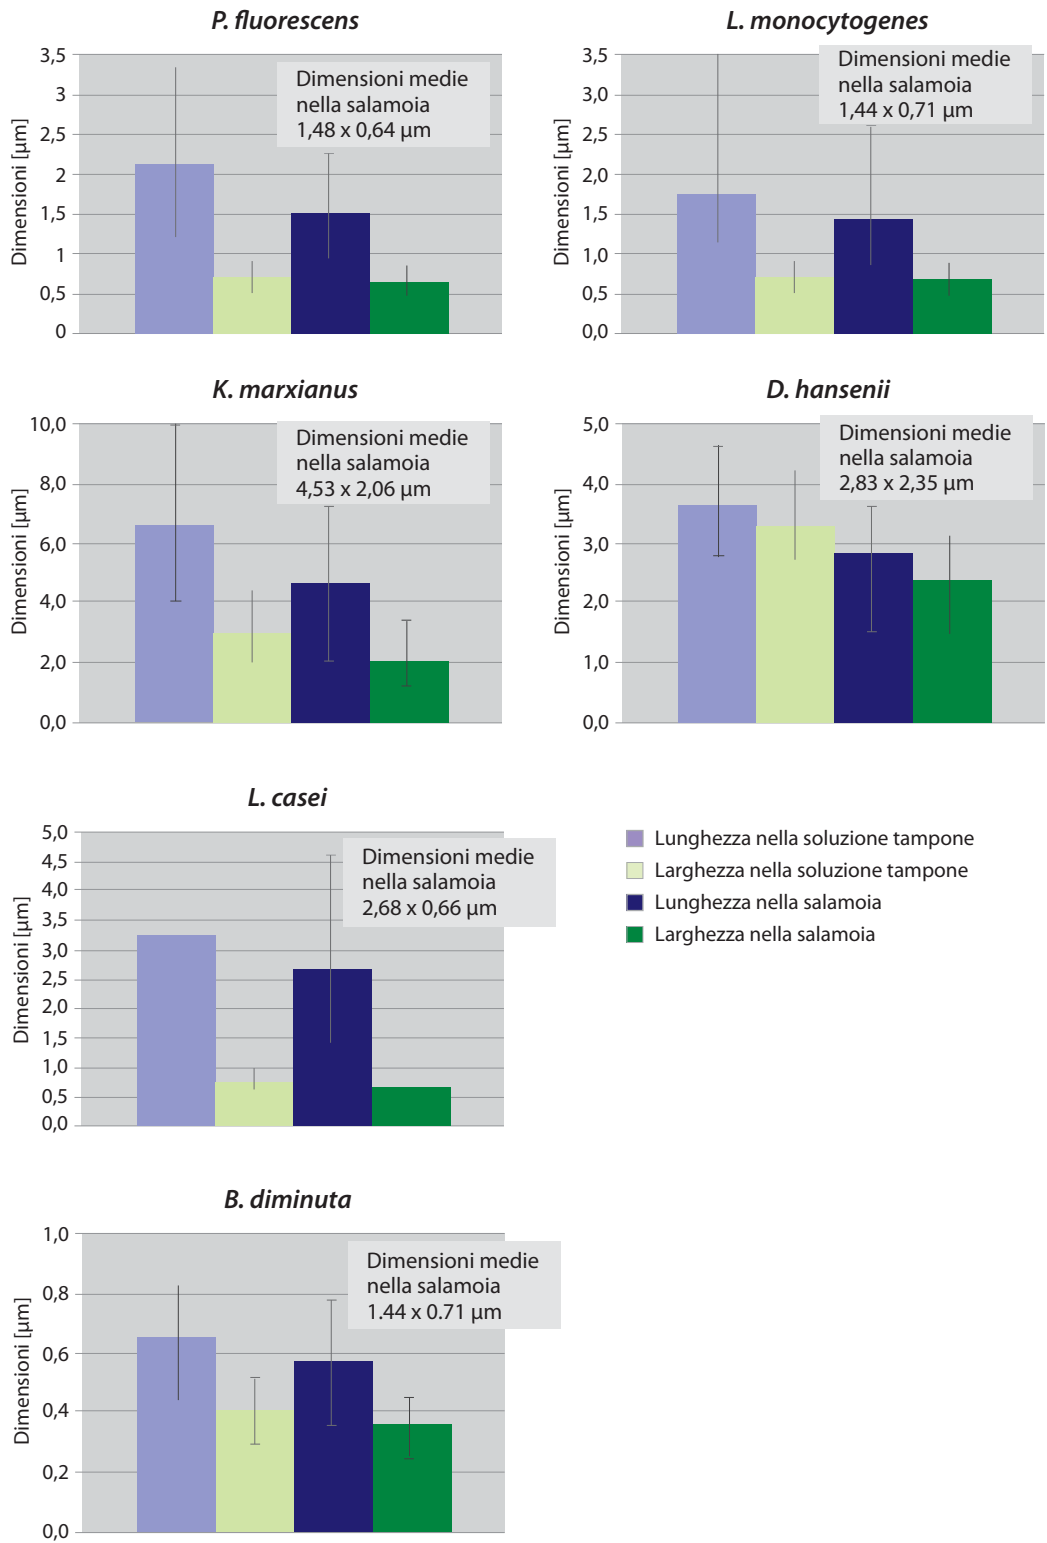 P. fluorescens
Dimensioni [µm]
3,5
3
2,5
2
1,5
1
0,5
0
Dimensioni medie
nella salamoia
1,48 x 0,64 µm
L. monocytogenes
Dimensioni [µm]
3,5
3,0
2,5
2,0
1,5
1,0
0,5
0,0
Dimensioni medie
nella salamoia
1,44 x 0,71 µm
K. marxianus
Dimensioni [µm]
10,0
8,0
6,0
4,0
2,0
0,0
Dimensioni medie
nella salamoia
4,53 x 2,06 µm
D. hansenii
Dimensioni [µm]
5,0
4,0
3,0
2,0
1,0
0,0
Dimensioni medie
nella salamoia
2,83 x 2,35 µm
L. casei
Dimensioni [µm]
5,0
4,5
4,0
3,5
3,0
2,5
2,0
1,5
1,0
0,5
0,0
Dimensioni medie
nella salamoia
2,68 x 0,66 µm
Lunghezza nella soluzione tampone
Larghezza nella soluzione tampone
Lunghezza nella salamoia
Larghezza nella salamoia
B. diminuta
Dimensioni [µm]
1,0
0,8
0,6
0,4
0,2
0,0
Dimensioni medie
nella salamoia
1.44 x 0.71 µm